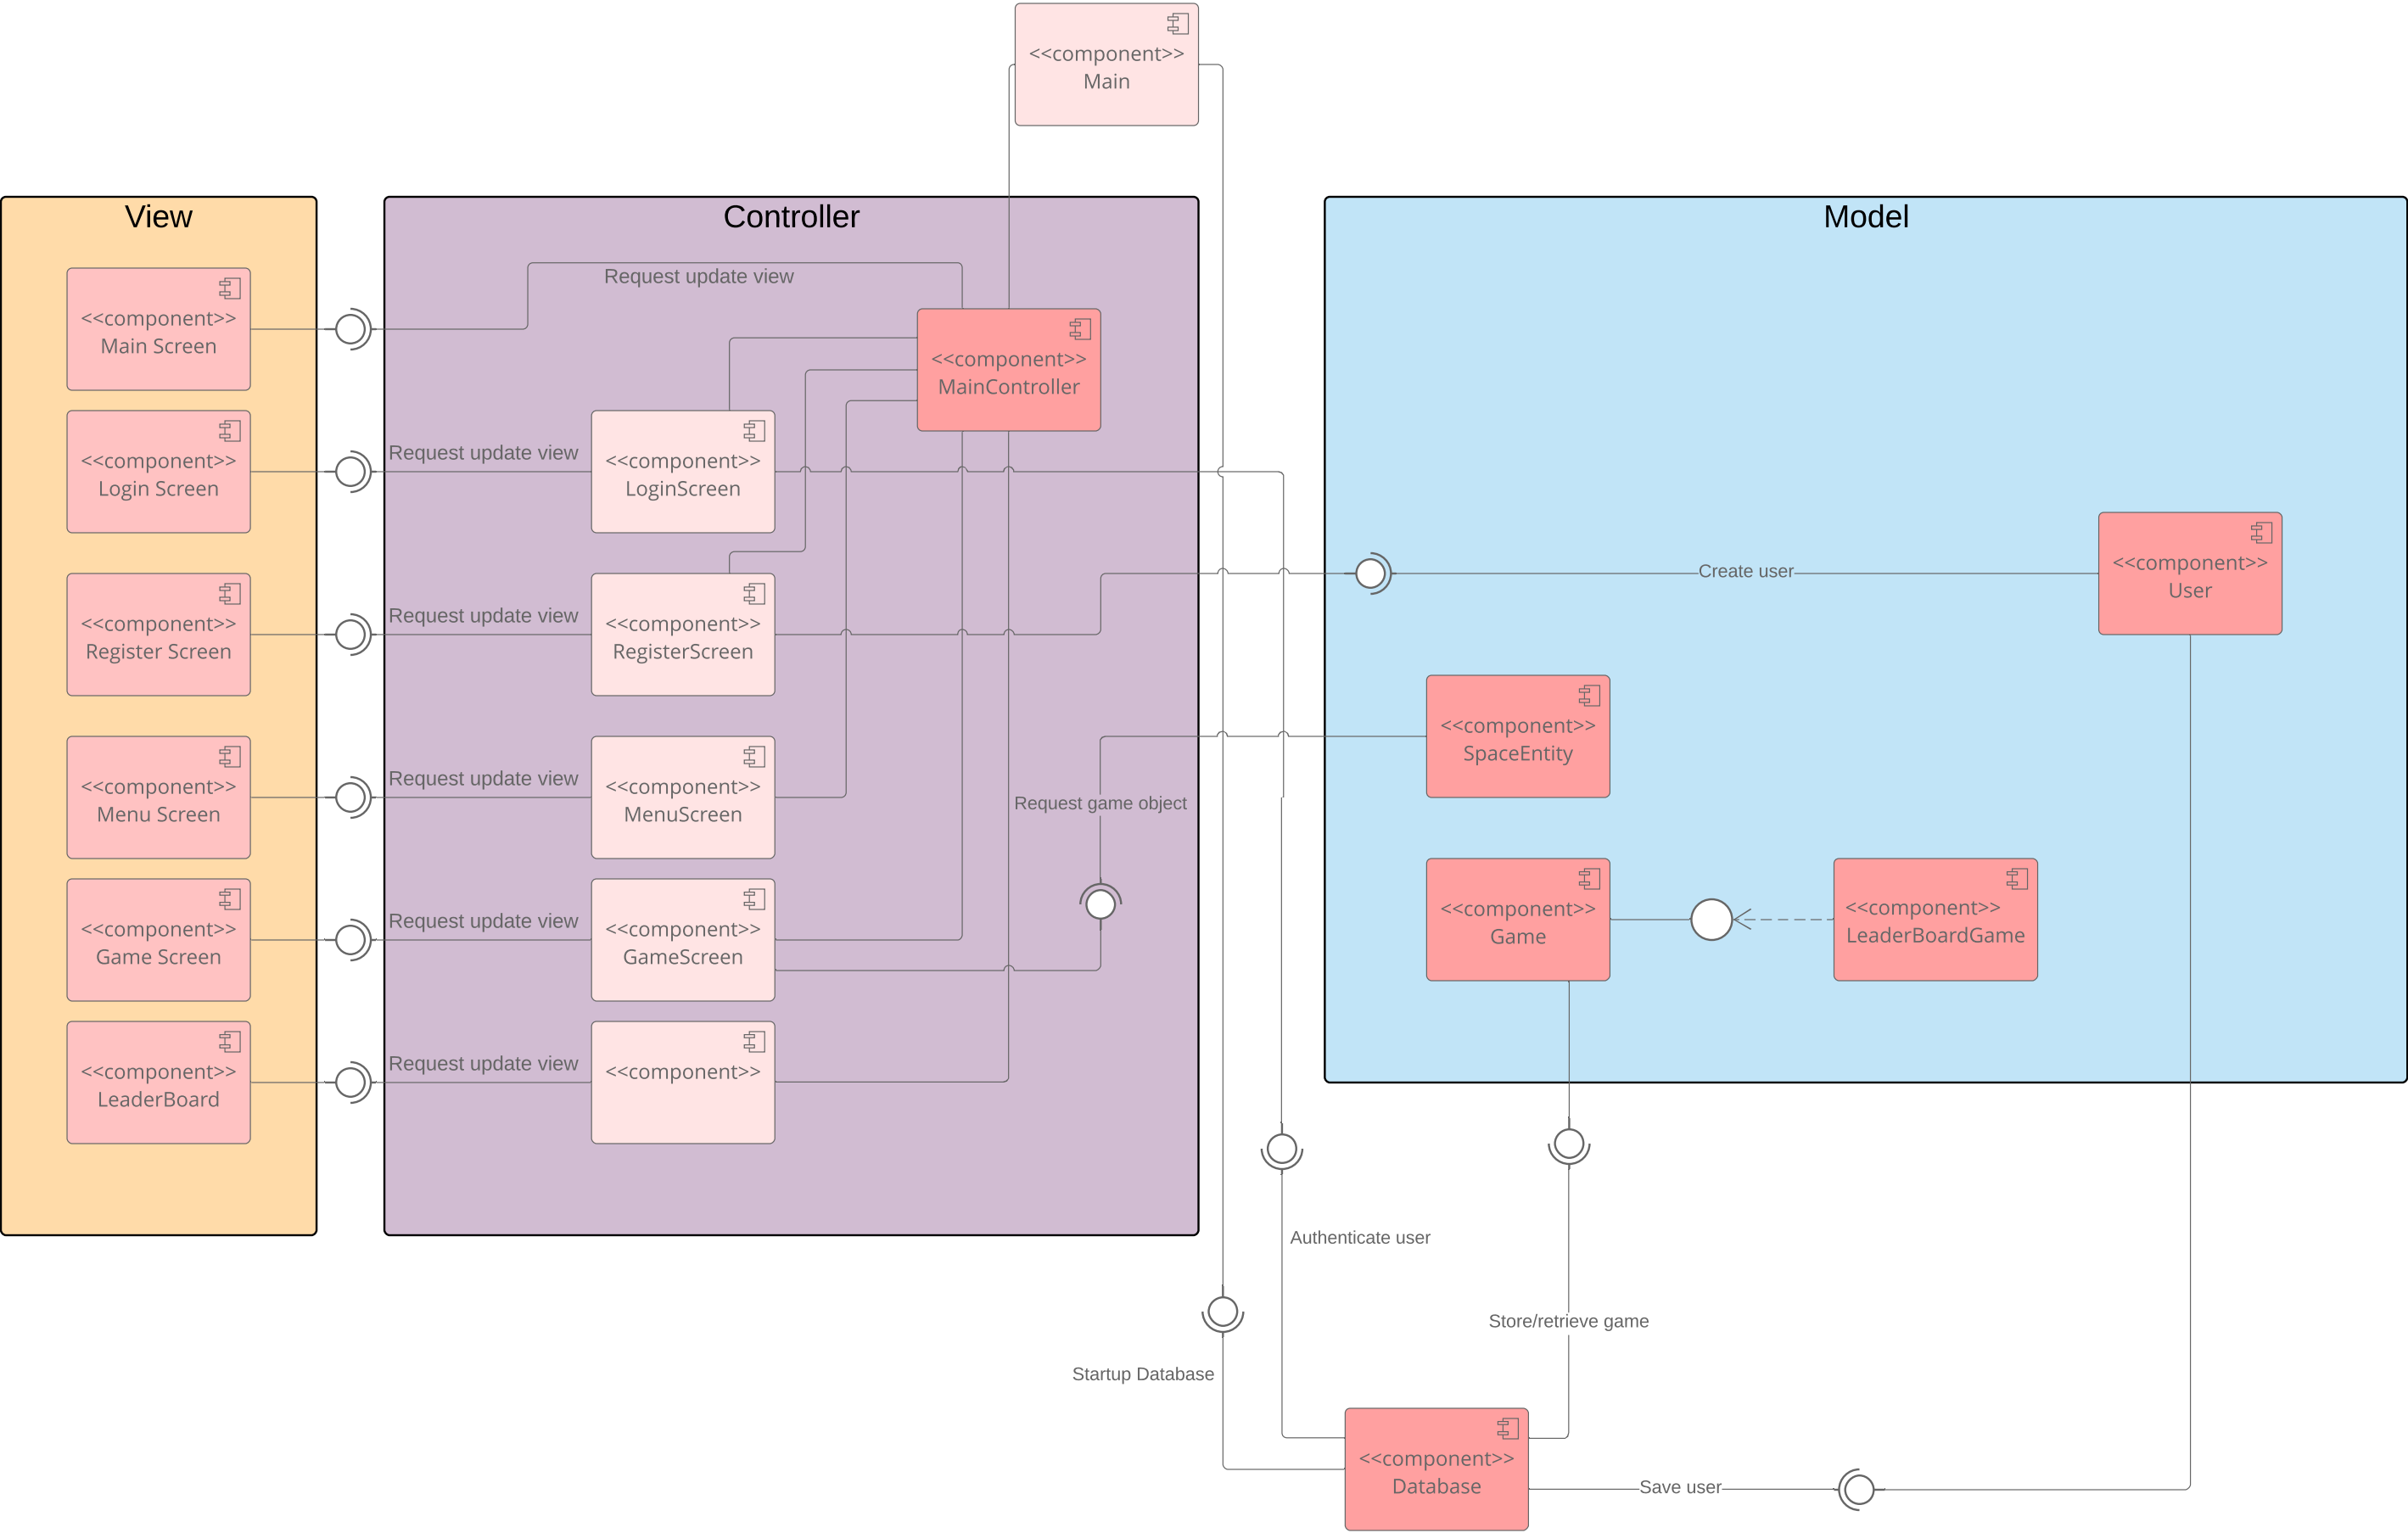 <<component>>
Main
View
Controller
Model
<<component>>
Main Screen
Request update view
<<component>>
MainController
<<component>>
Login Screen
Request update view
<<component>>
LoginScreen
<<component>>
Register Screen
Request update view
<<component>>
RegisterScreen
Create user
<<component>>
User
<<component>>
SpaceEntity
<<component>>
Menu Screen
Request update view
<<component>>
MenuScreen
Request game object
<<component>>
Game Screen
Request update view
<<component>>
GameScreen
<<component>>
Game
<<component>>
LeaderBoardGame
<<component>>
LeaderBoard
Request update view
<<component>>
Authenticate user
Store/retrieve game
Startup Database
<<component>>
Database
Save user